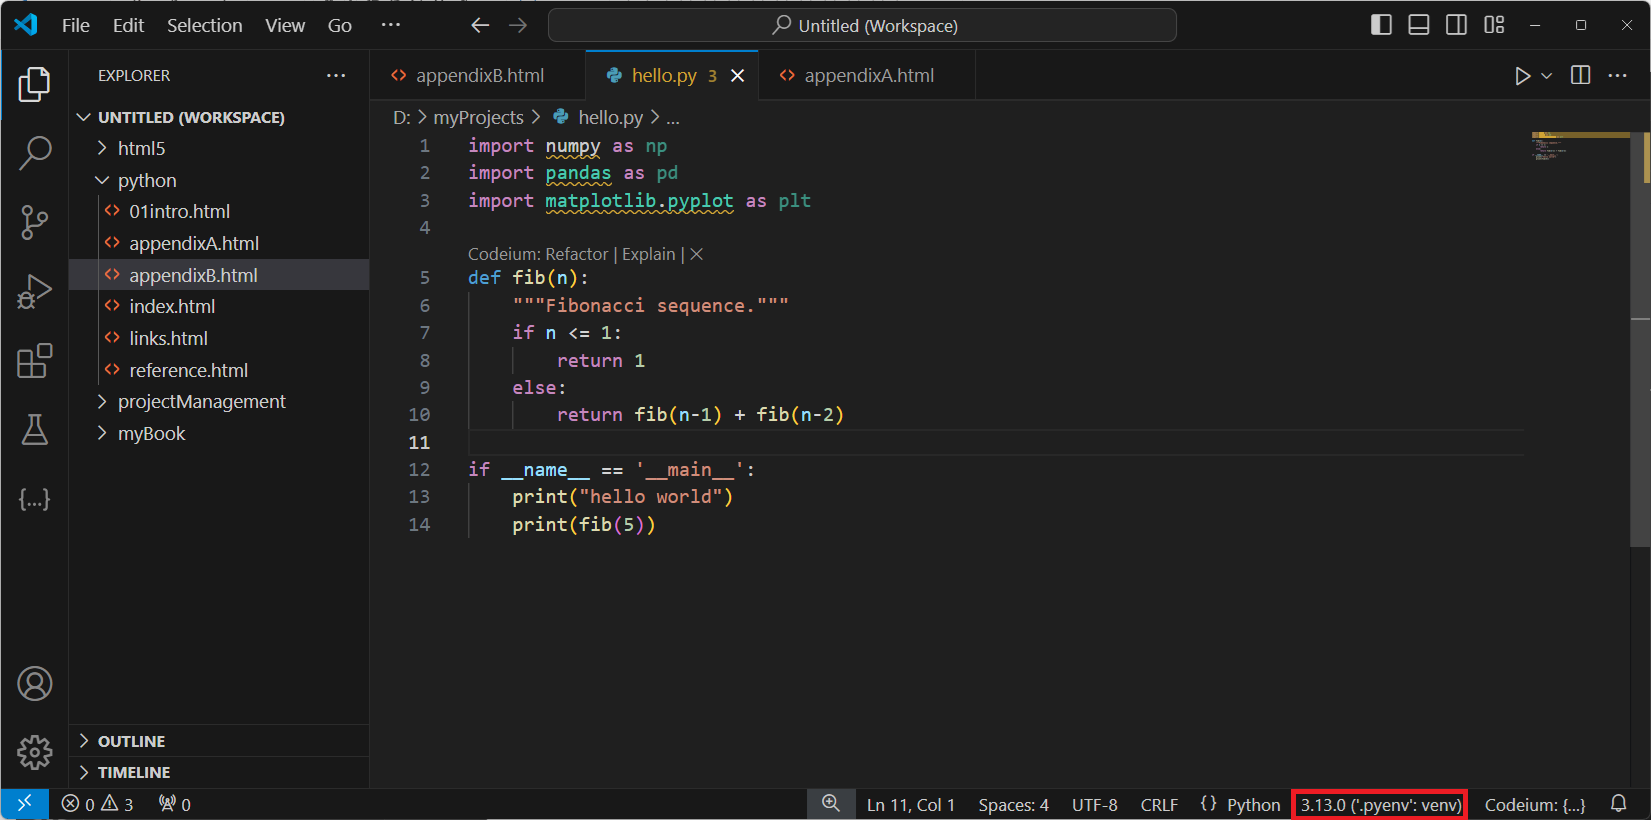 File Edit Selection View Go ··· Untitled (Workspace)
EXPLORER ···
appendixB.html hello.py 3 appendixA.html ···
D: > myProjects > hello.py > ...
UNTITLED (WORKSPACE)
html5
python
01intro.html
appendixA.html
appendixB.html
index.html
links.html
reference.html
projectManagement
myBook
OUTLINE
TIMELINE
1 import numpy as np
2 import pandas as pd
3 import matplotlib.pyplot as plt
4
Codeium: Refactor | Explain | ×
5 def fib(n):
6     """Fibonacci sequence."""
7     if n <= 1:
8         return 1
9     else:
10         return fib(n-1) + fib(n-2)
11
12 if __name__ == '__main__':
13     print("hello world")
14     print(fib(5))
0 3 0 Ln 11, Col 1 Spaces: 4 UTF-8 CRLF {} Python 3.13.0 ('.pyenv': venv) Codeium: {...}